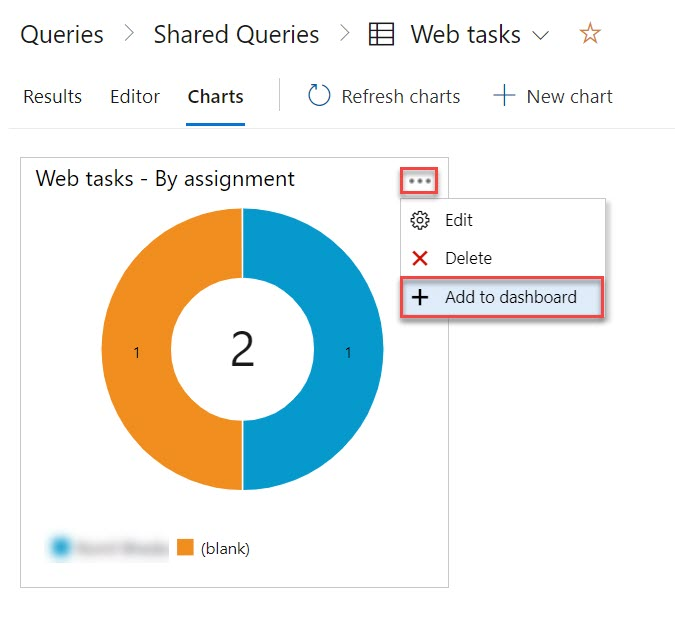 Queries > Shared Queries > Web tasks
Results Editor Charts Refresh charts New chart
Web tasks - By assignment
Edit
Delete
Add to dashboard
1
2
1
(blank)